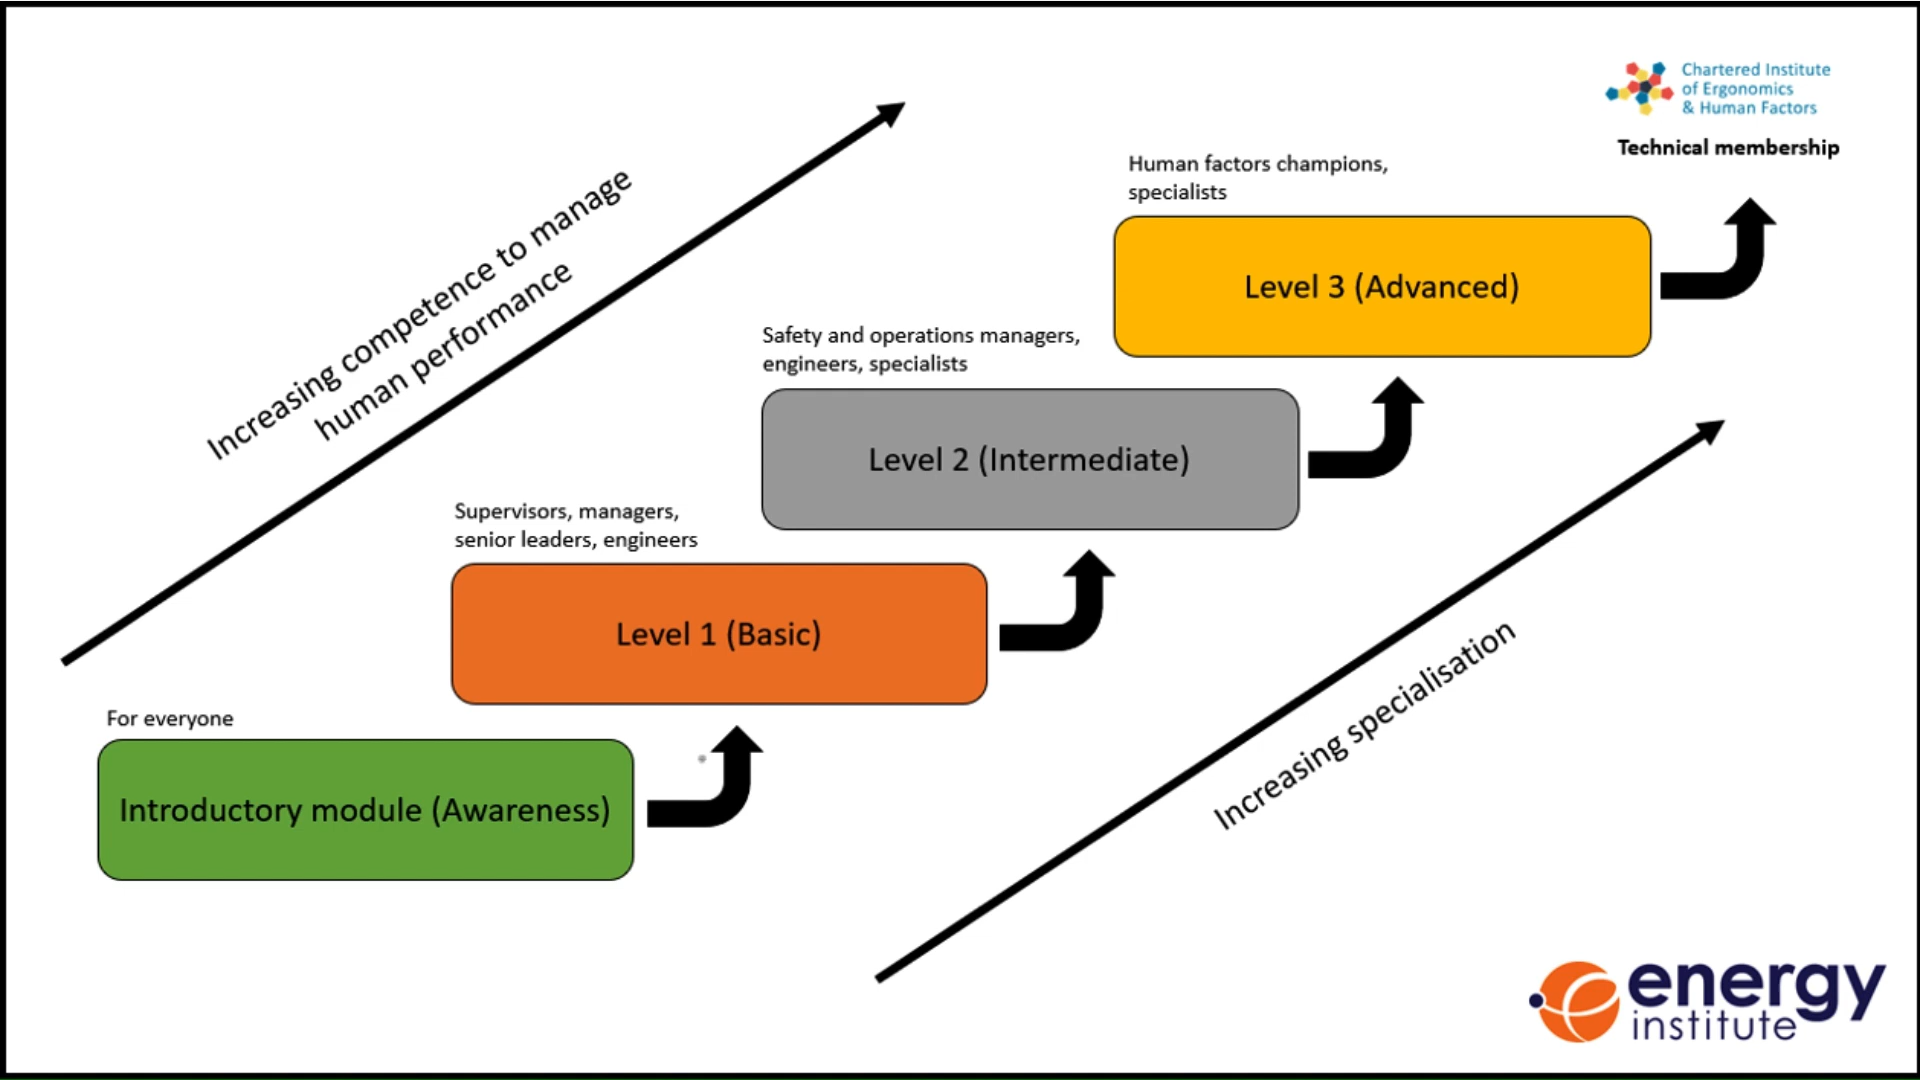 Chartered Institute
of Ergonomics
& Human Factors
Technical membership
Increasing competence to manage
human performance
Human factors champions,
specialists
Level 3 (Advanced)
Safety and operations managers,
engineers, specialists
Level 2 (Intermediate)
Supervisors, managers,
senior leaders, engineers
Level 1 (Basic)
For everyone
Introductory module (Awareness)
Increasing specialisation
energy
institute